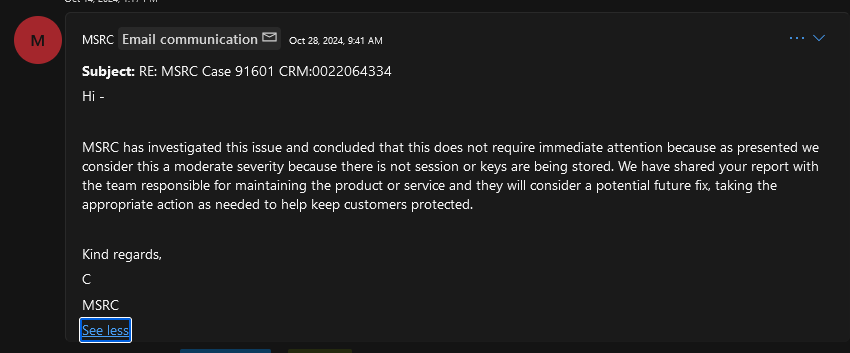 M
MSRC Email communication Oct 28, 2024, 9:41 AM
Subject: RE: MSRC Case 91601 CRM:0022064334
Hi -
MSRC has investigated this issue and concluded that this does not require immediate attention because as presented we
consider this a moderate severity because there is not session or keys are being stored. We have shared your report with
the team responsible for maintaining the product or service and they will consider a potential future fix, taking the
appropriate action as needed to help keep customers protected.
Kind regards,
C
MSRC
See less